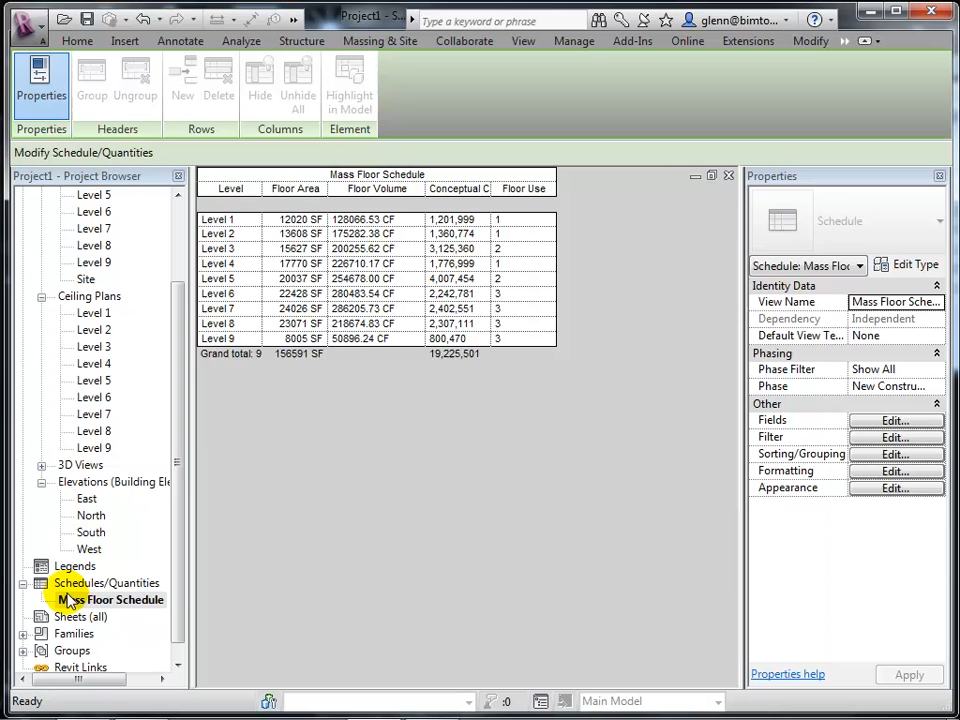 Project1 - S...
Type a keyword or phrase
glenn@bimto...
Home Insert Annotate Analyze Structure Massing & Site Collaborate View Manage Add-Ins Online Extensions Modify
Properties Group Ungroup New Delete Hide Unhide All Highlight in Model
Properties Headers Rows Columns Element
Modify Schedule/Quantities
Project1 - Project Browser
Level 5
Level 6
Level 7
Level 8
Level 9
Site
Ceiling Plans
Level 1
Level 2
Level 3
Level 4
Level 5
Level 6
Level 7
Level 8
Level 9
3D Views
Elevations (Building Ele
East
North
South
West
Legends
Schedules/Quantities
Mass Floor Schedule
Sheets (all)
Families
Groups
Revit Links
Mass Floor Schedule
Level Floor Area Floor Volume Conceptual C Floor Use
Level 1 12020 SF 128066.53 CF 1,201,999 1
Level 2 13608 SF 175282.38 CF 1,360,774 1
Level 3 15627 SF 200255.62 CF 3,125,360 2
Level 4 17770 SF 226710.17 CF 1,776,999 1
Level 5 20037 SF 254678.00 CF 4,007,454 2
Level 6 22428 SF 280483.54 CF 2,242,781 3
Level 7 24026 SF 286205.73 CF 2,402,551 3
Level 8 23071 SF 218674.83 CF 2,307,111 3
Level 9 8005 SF 50896.24 CF 800,470 3
Grand total: 9 156591 SF 19,225,501
Properties
Schedule
Schedule: Mass Floc Edit Type
Identity Data
View Name Mass Floor Sche...
Dependency Independent
Default View Te... None
Phasing
Phase Filter Show All
Phase New Constru...
Other
Fields Edit...
Filter Edit...
Sorting/Grouping Edit...
Formatting Edit...
Appearance Edit...
Properties help Apply
Ready
:0
Main Model